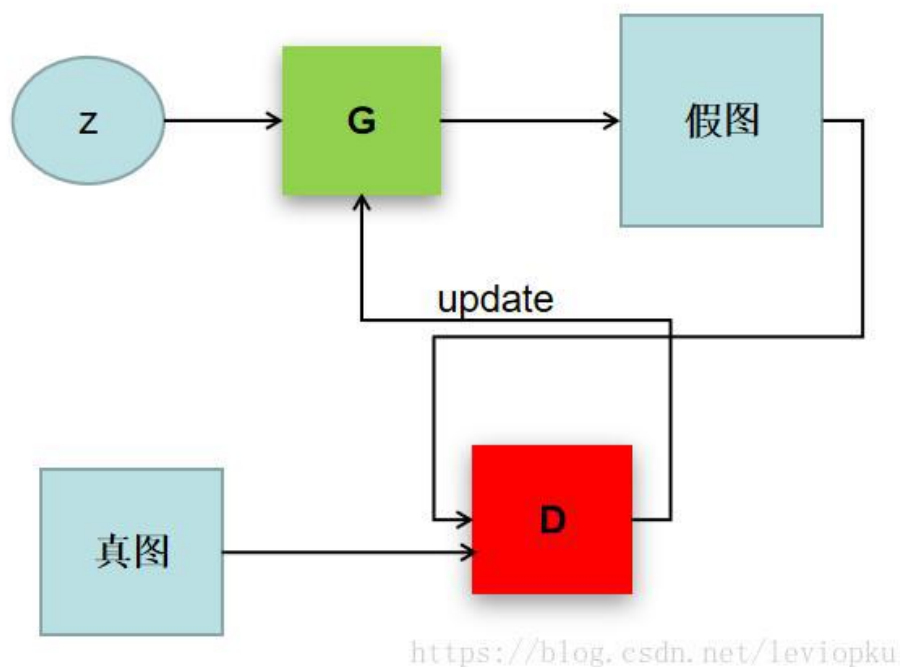 z
G
假图
update
真图
D
https://blog.csdn.net/leviopku